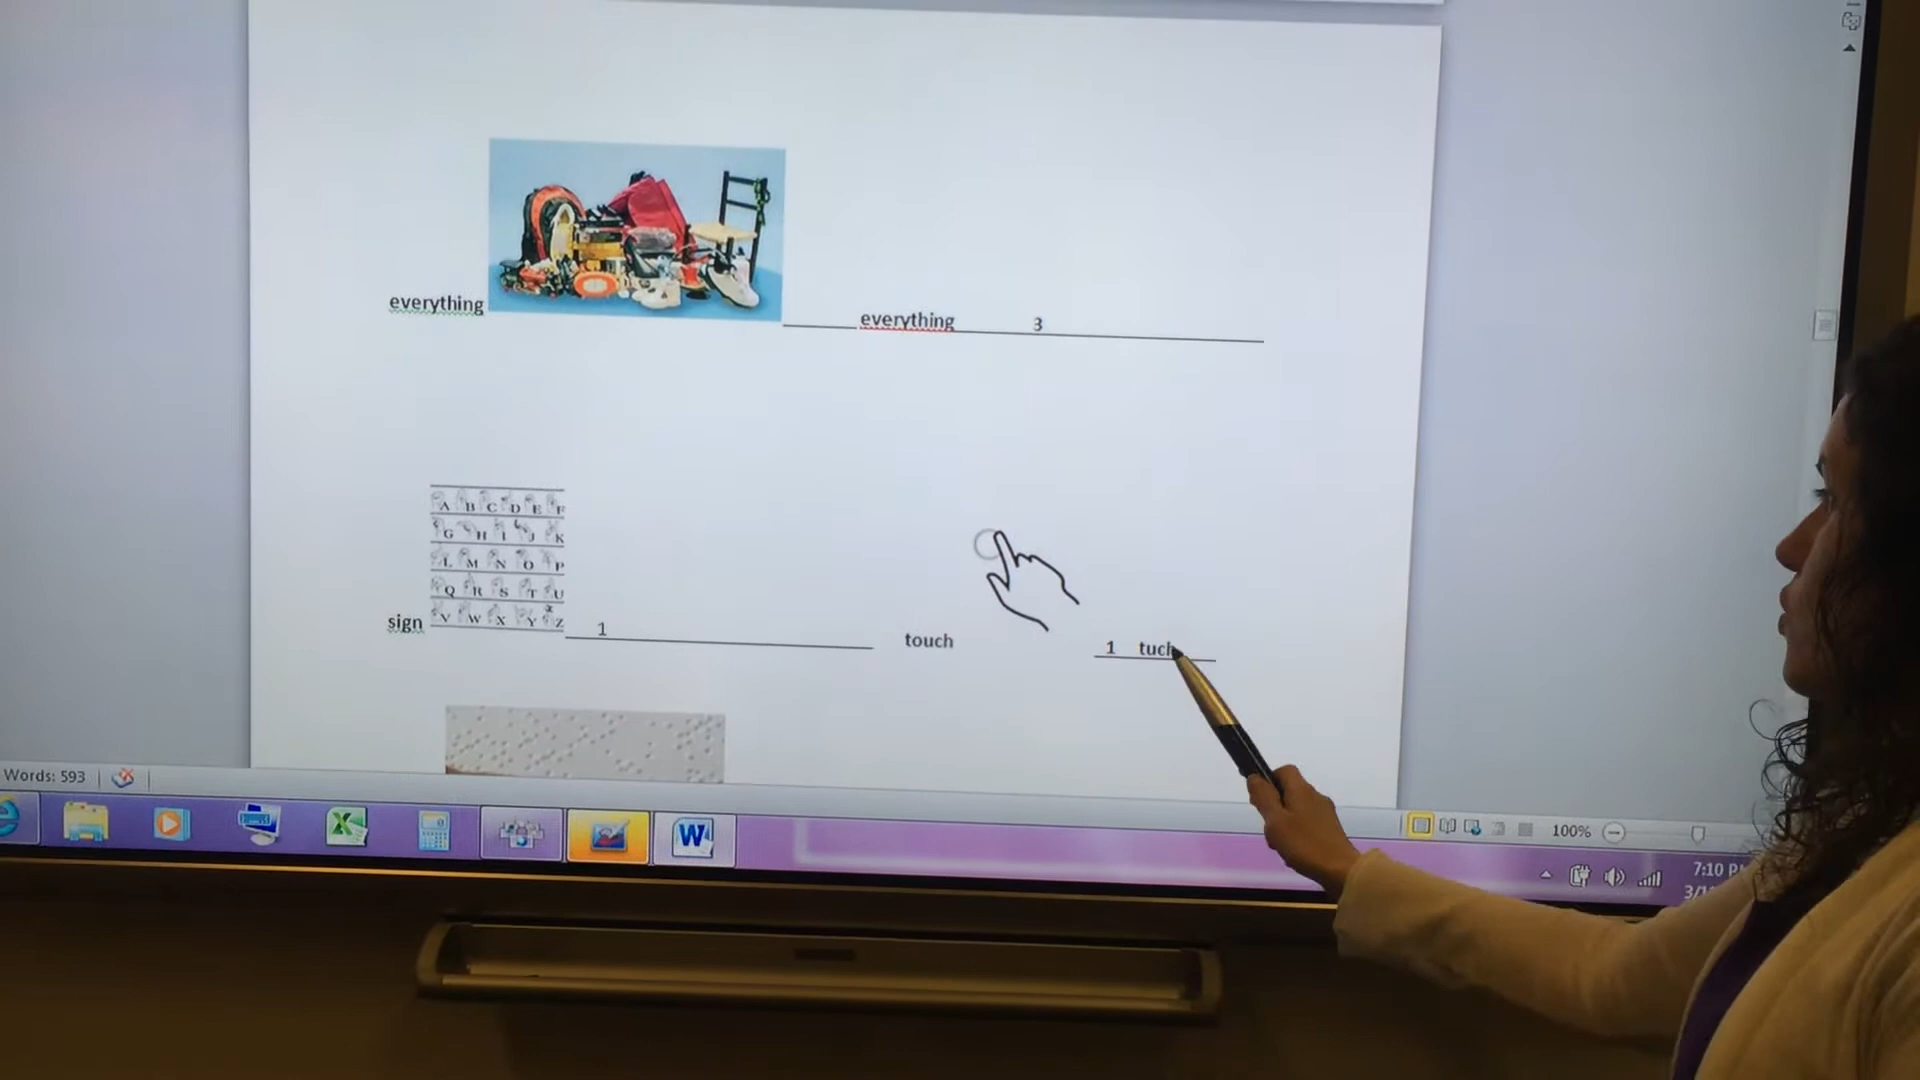 everything
everything 3
A B C D E F
G H I J K
L M N O P
Q R S T U
V W X Y Z
sign 1 touch 1 tuch
Words: 593
100%
W
7:10